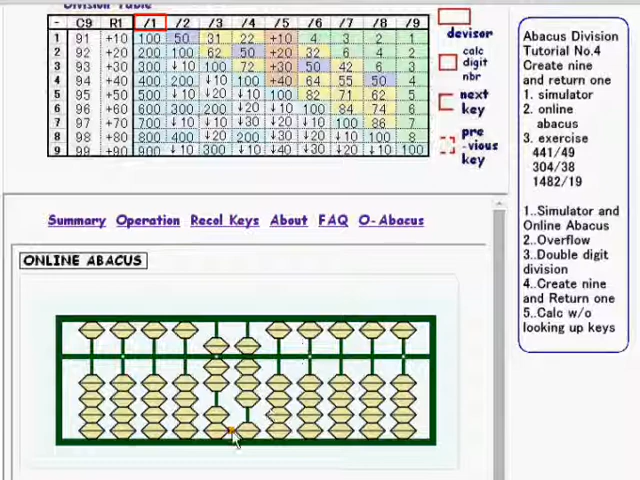 Division Table
- C9 R1 /1 /2 /3 /4 /5 /6 /7 /8 /9
1 91 +10 100 50 31 22 +10 4 3 2 1
2 92 +20 200 100 62 50 +20 32 6 4 2
3 93 +30 300 ↓10 100 72 +30 50 42 6 3
4 94 +40 400 200 ↓10 100 +40 64 55 50 4
5 95 +50 500 ↓10 ↓20 ↓10 100 82 71 62 5
6 96 +60 600 300 200 ↓20 ↓10 100 84 74 6
7 97 +70 700 ↓10 ↓10 ↓30 ↓20 ↓10 100 86 7
8 98 +80 800 400 ↓20 200 ↓30 ↓20 ↓10 100 8
9 99 +90 900 ↓10 300 ↓10 ↓40 ↓30 ↓20 ↓10 100
devisor
calc
digit
nbr
next
key
pre
-vious
key
Summary Operation Recol Keys About FAQ O-Abacus
ONLINE ABACUS
Abacus Division
Tutorial No.4
Create nine
and return one
1. simulator
2. online
abacus
3. exercise
441/49
304/38
1482/19
1..Simulator and
Online Abacus
2..Overflow
3..Double digit
division
4..Create nine
and Return one
5..Calc w/o
looking up keys